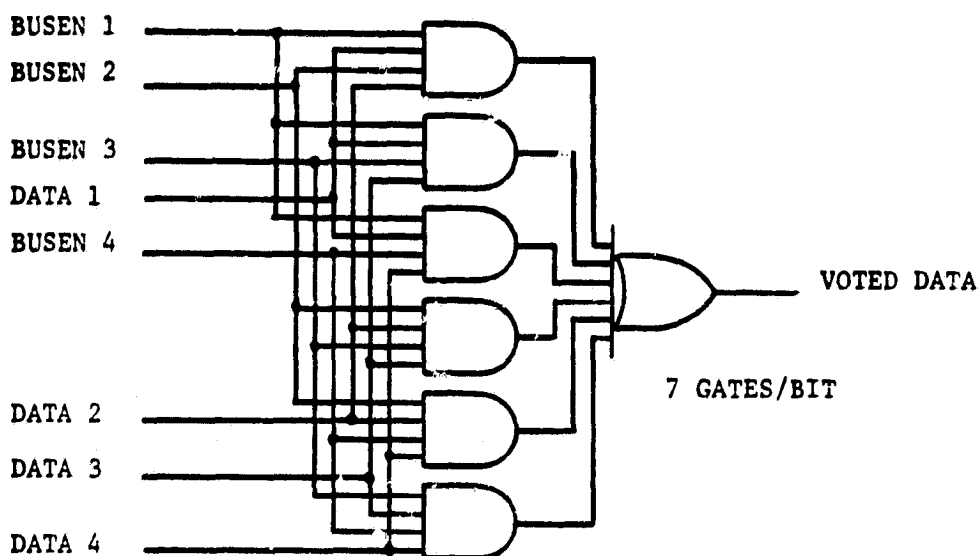 BUSEN 1
BUSEN 2
BUSEN 3
DATA 1
BUSEN 4
VOTED DATA
7 GATES/BIT
DATA 2
DATA 3
DATA 4